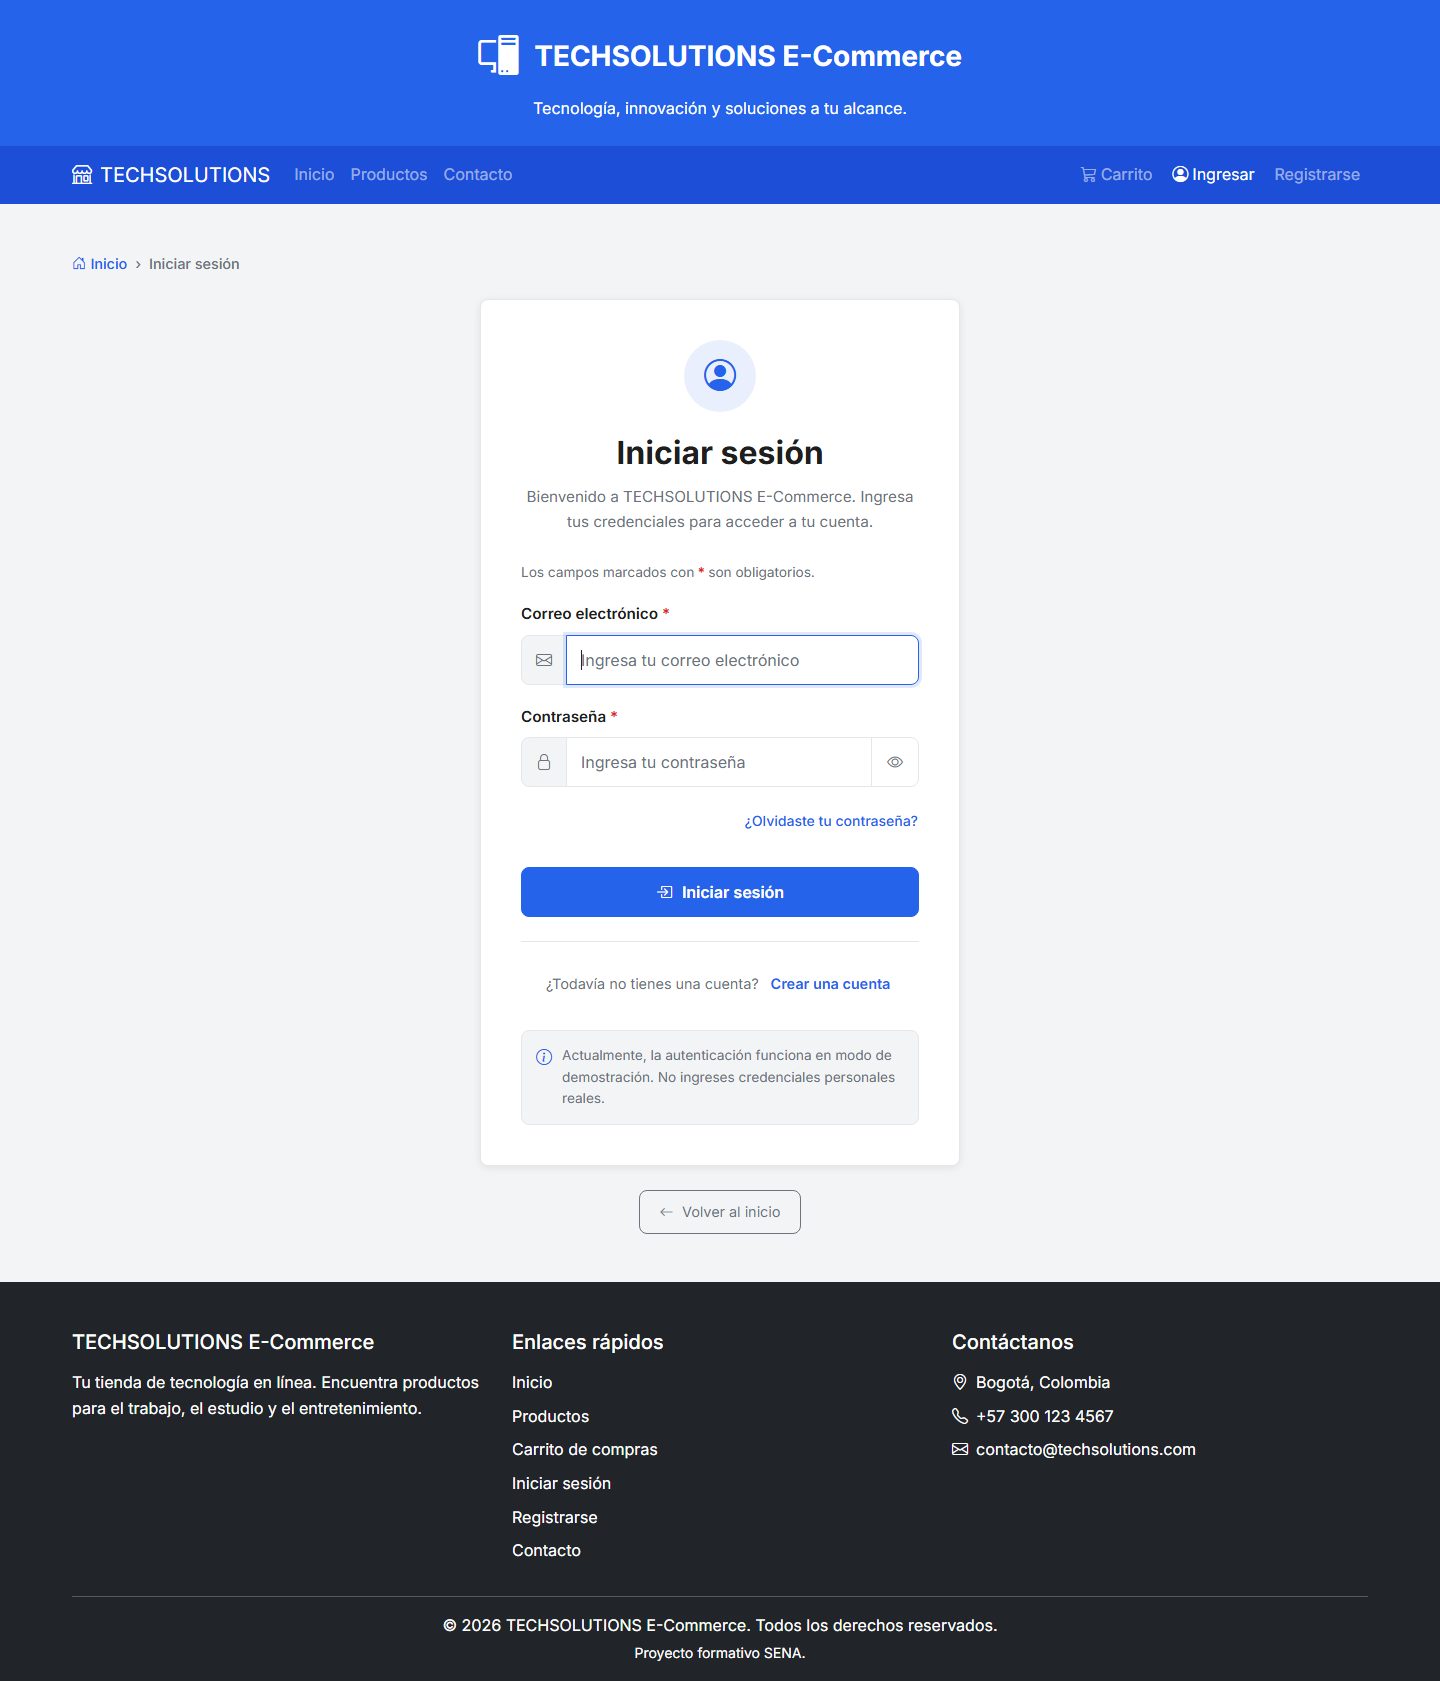 TECHSOLUTIONS E-Commerce
Tecnología, innovación y soluciones a tu alcance.
TECHSOLUTIONS Inicio Productos Contacto Carrito Ingresar Registrarse
Inicio › Iniciar sesión
Iniciar sesión
Bienvenido a TECHSOLUTIONS E-Commerce. Ingresa
tus credenciales para acceder a tu cuenta.
Los campos marcados con * son obligatorios.
Correo electrónico *
Ingresa tu correo electrónico
Contraseña *
Ingresa tu contraseña
¿Olvidaste tu contraseña?
Iniciar sesión
¿Todavía no tienes una cuenta? Crear una cuenta
Actualmente, la autenticación funciona en modo de
demostración. No ingreses credenciales personales
reales.
Volver al inicio
TECHSOLUTIONS E-Commerce
Tu tienda de tecnología en línea. Encuentra productos
para el trabajo, el estudio y el entretenimiento.
Enlaces rápidos
Inicio
Productos
Carrito de compras
Iniciar sesión
Registrarse
Contacto
Contáctanos
Bogotá, Colombia
+57 300 123 4567
contacto@techsolutions.com
© 2026 TECHSOLUTIONS E-Commerce. Todos los derechos reservados.
Proyecto formativo SENA.